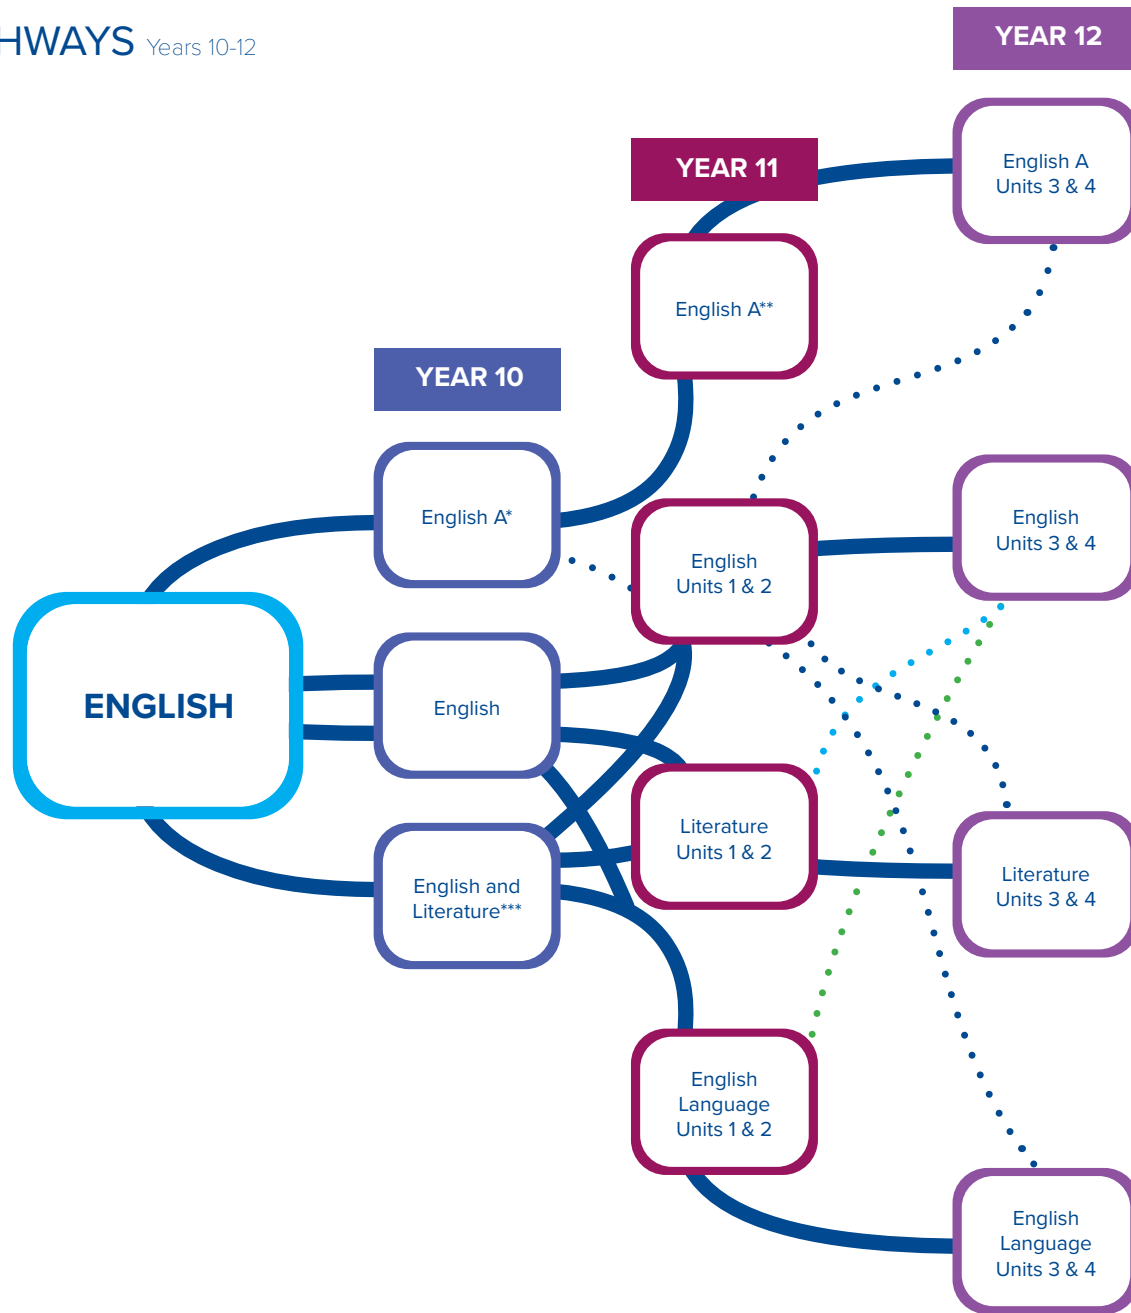 HWAYS Years 10-12
YEAR 12
English A
Units 3 & 4
YEAR 11
English A**
YEAR 10
English A*
English
Units 1 & 2
English
Units 3 & 4
ENGLISH
English
Literature
Units 1 & 2
English and
Literature***
Literature
Units 3 & 4
English
Language
Units 1 & 2
English
Language
Units 3 & 4